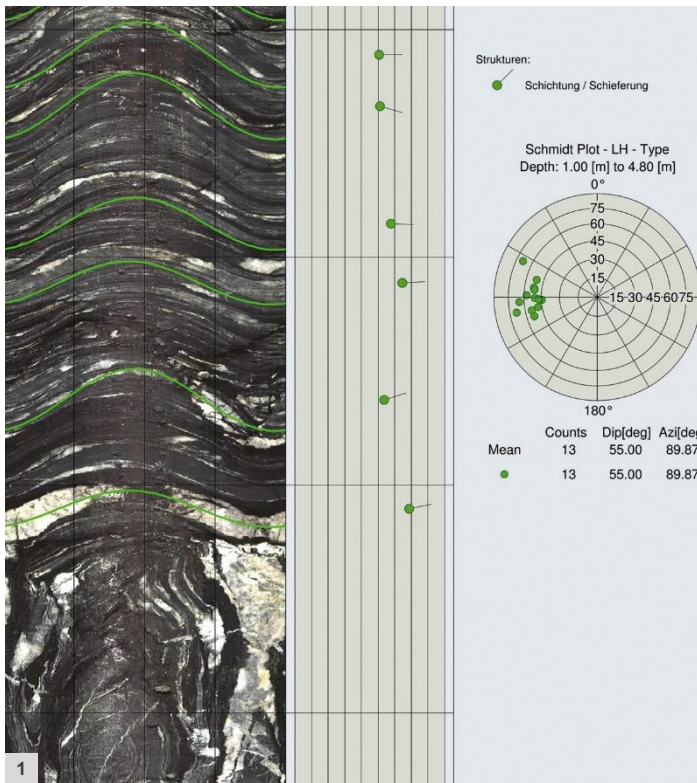 Strukturen:
Schichtung / Schieferung
Schmidt Plot - LH - Type
Depth: 1.00 [m] to 4.80 [m]
0°
75
60
45
30
15
15-30-45-60-75
180°
Counts Dip[deg] Azi[deg
Mean 13 55.00 89.87
13 55.00 89.87
1